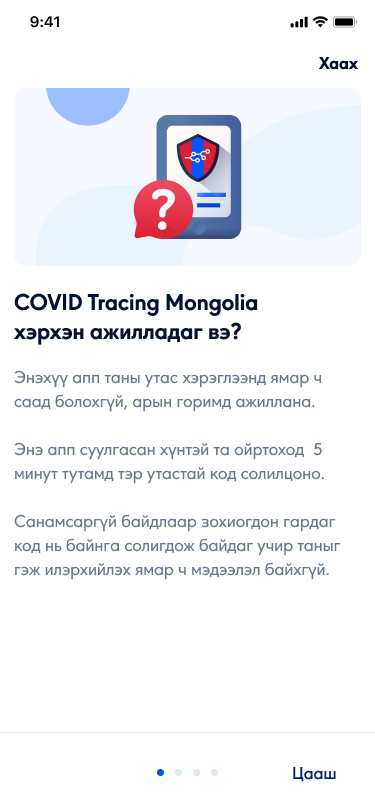 9:41
Хаах
COVID Tracing Mongolia
хэрхэн ажилладаг вэ?
Энэхүү апп таны утас хэрэглээнд ямар ч
саад болохгүй, арын горимд ажиллана.
Энэ апп суулгасан хүнтэй та ойртоход  5
минут тутамд тэр утастай код солилцоно.
Санамсаргүй байдлаар зохиогдон гардаг
код нь байнга солигдож байдаг учир таныг
гэж илэрхийлэх ямар ч мэдээлэл байхгүй.
Цааш